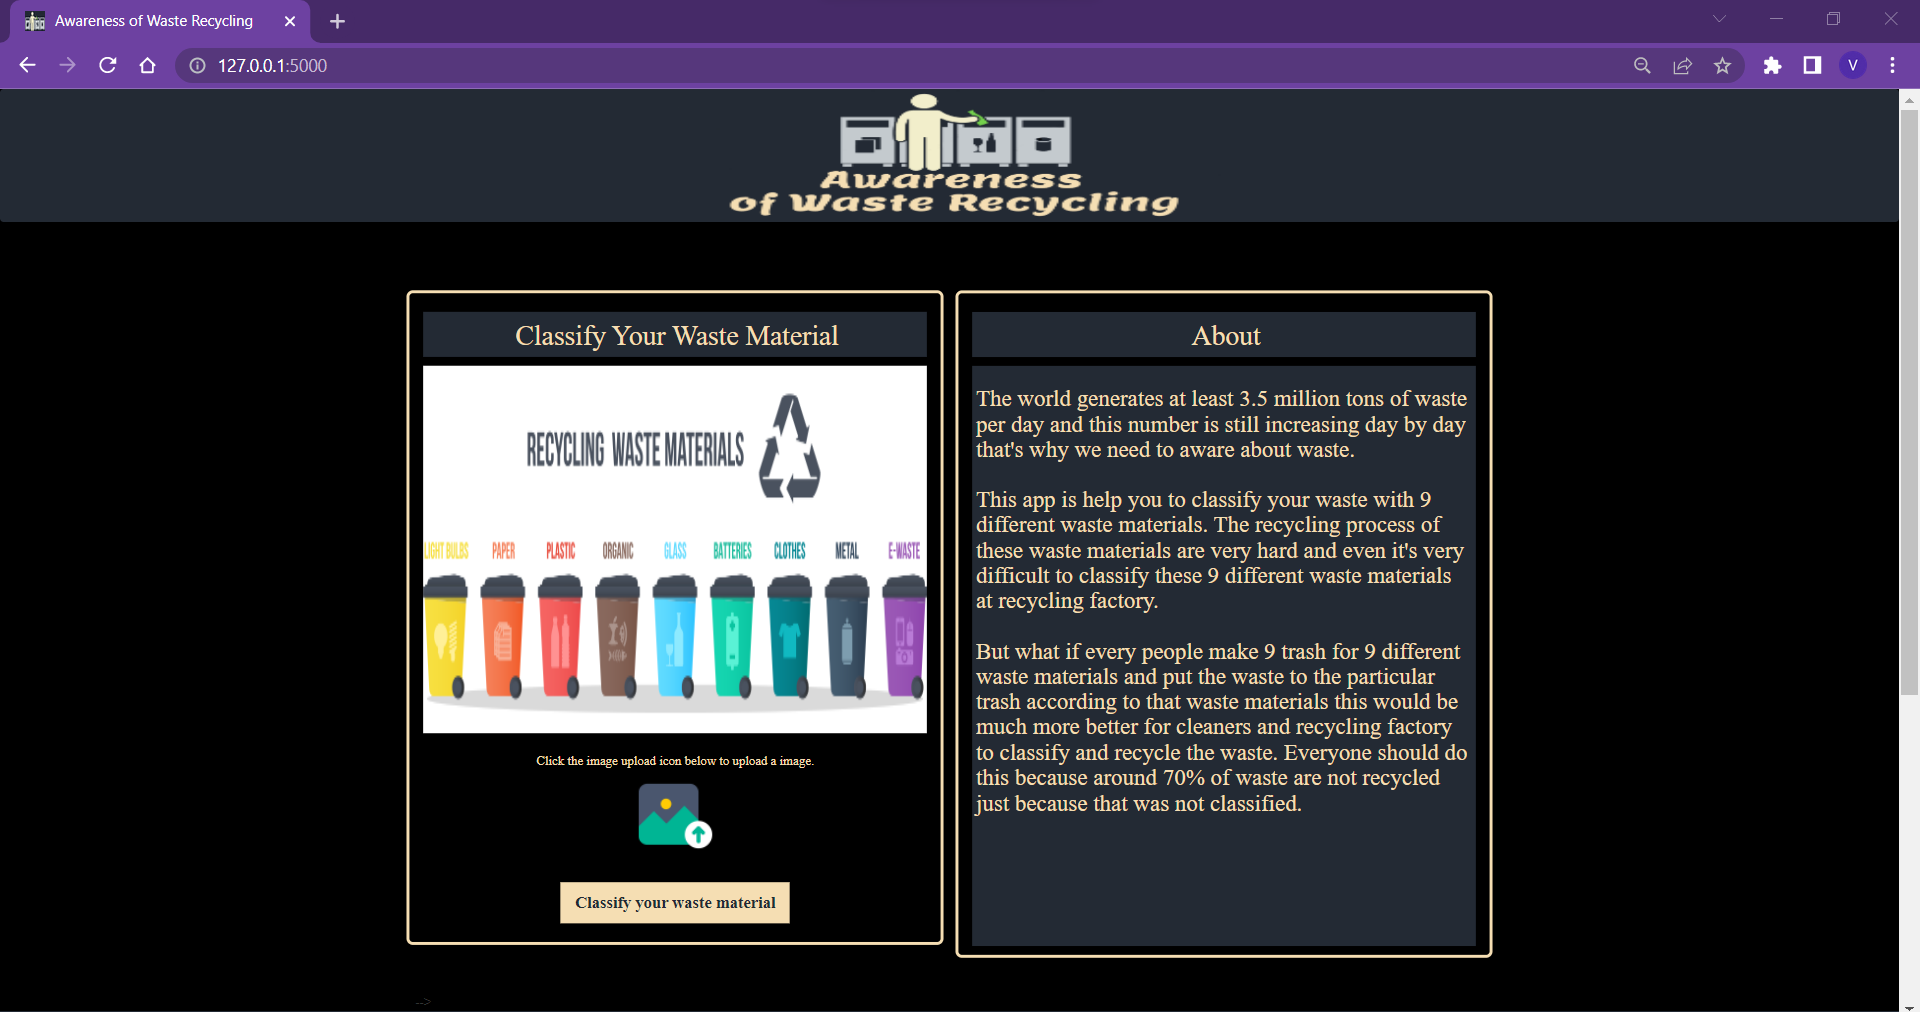 Awareness of Waste Recycling
127.0.0.1:5000
V
Awareness
of Waste Recycling
Classify Your Waste Material
RECYCLING WASTE MATERIALS
LIGHT BULBS PAPER PLASTIC ORGANIC GLASS BATTERIES CLOTHES METAL E-WASTE
Click the image upload icon below to upload a image.
Classify your waste material
About
The world generates at least 3.5 million tons of waste
per day and this number is still increasing day by day
that's why we need to aware about waste.
This app is help you to classify your waste with 9
different waste materials. The recycling process of
these waste materials are very hard and even it's very
difficult to classify these 9 different waste materials
at recycling factory.
But what if every people make 9 trash for 9 different
waste materials and put the waste to the particular
trash according to that waste materials this would be
much more better for cleaners and recycling factory
to classify and recycle the waste. Everyone should do
this because around 70% of waste are not recycled
just because that was not classified.
-->